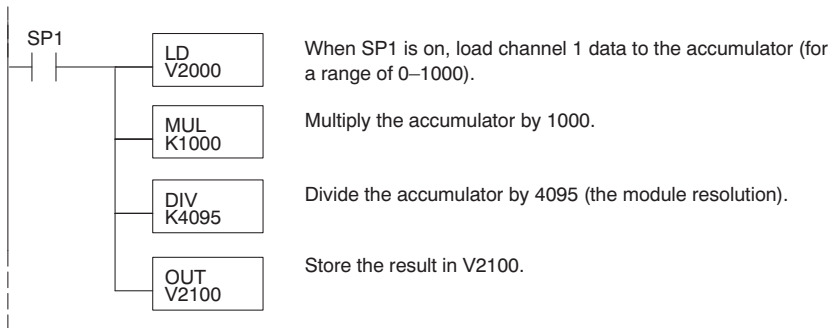 SP1
LD
V2000
When SP1 is on, load channel 1 data to the accumulator (for
a range of 0–1000).
MUL
K1000
Multiply the accumulator by 1000.
DIV
K4095
Divide the accumulator by 4095 (the module resolution).
OUT
V2100
Store the result in V2100.